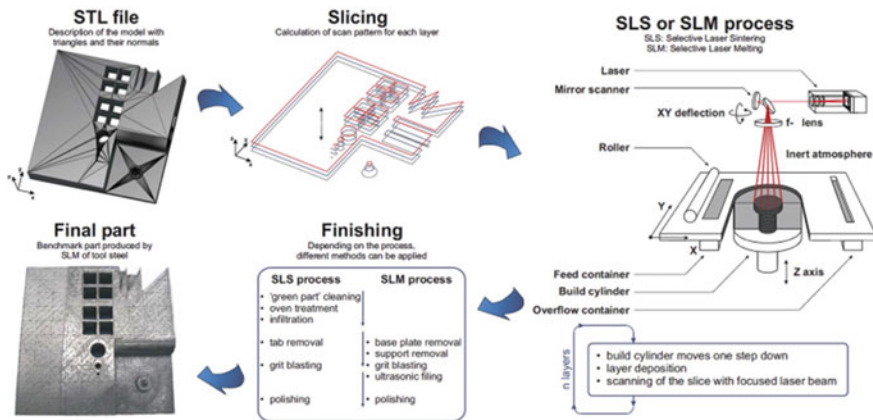 STL file
Description of the model with
triangles and their normals
Slicing
Calculation of scan pattern for each layer
SLS or SLM process
SLS: Selective Laser Sintering
SLM: Selective Laser Melting
Laser
Mirror scanner
XY deflection
f- lens
Inert atmosphere
Roller
Y
X
Z axis
Feed container
Build cylinder
Overflow container
n layers
• build cylinder moves one step down
• layer deposition
• scanning of the slice with focused laser beam
Finishing
Depending on the process,
different methods can be applied
SLS process
• 'green part' cleaning
• oven treatment
• infiltration
• tab removal
• grit blasting
• polishing
SLM process
• base plate removal
• support removal
• grit blasting
• ultrasonic filing
• polishing
Final part
Benchmark part produced by
SLM of tool steel